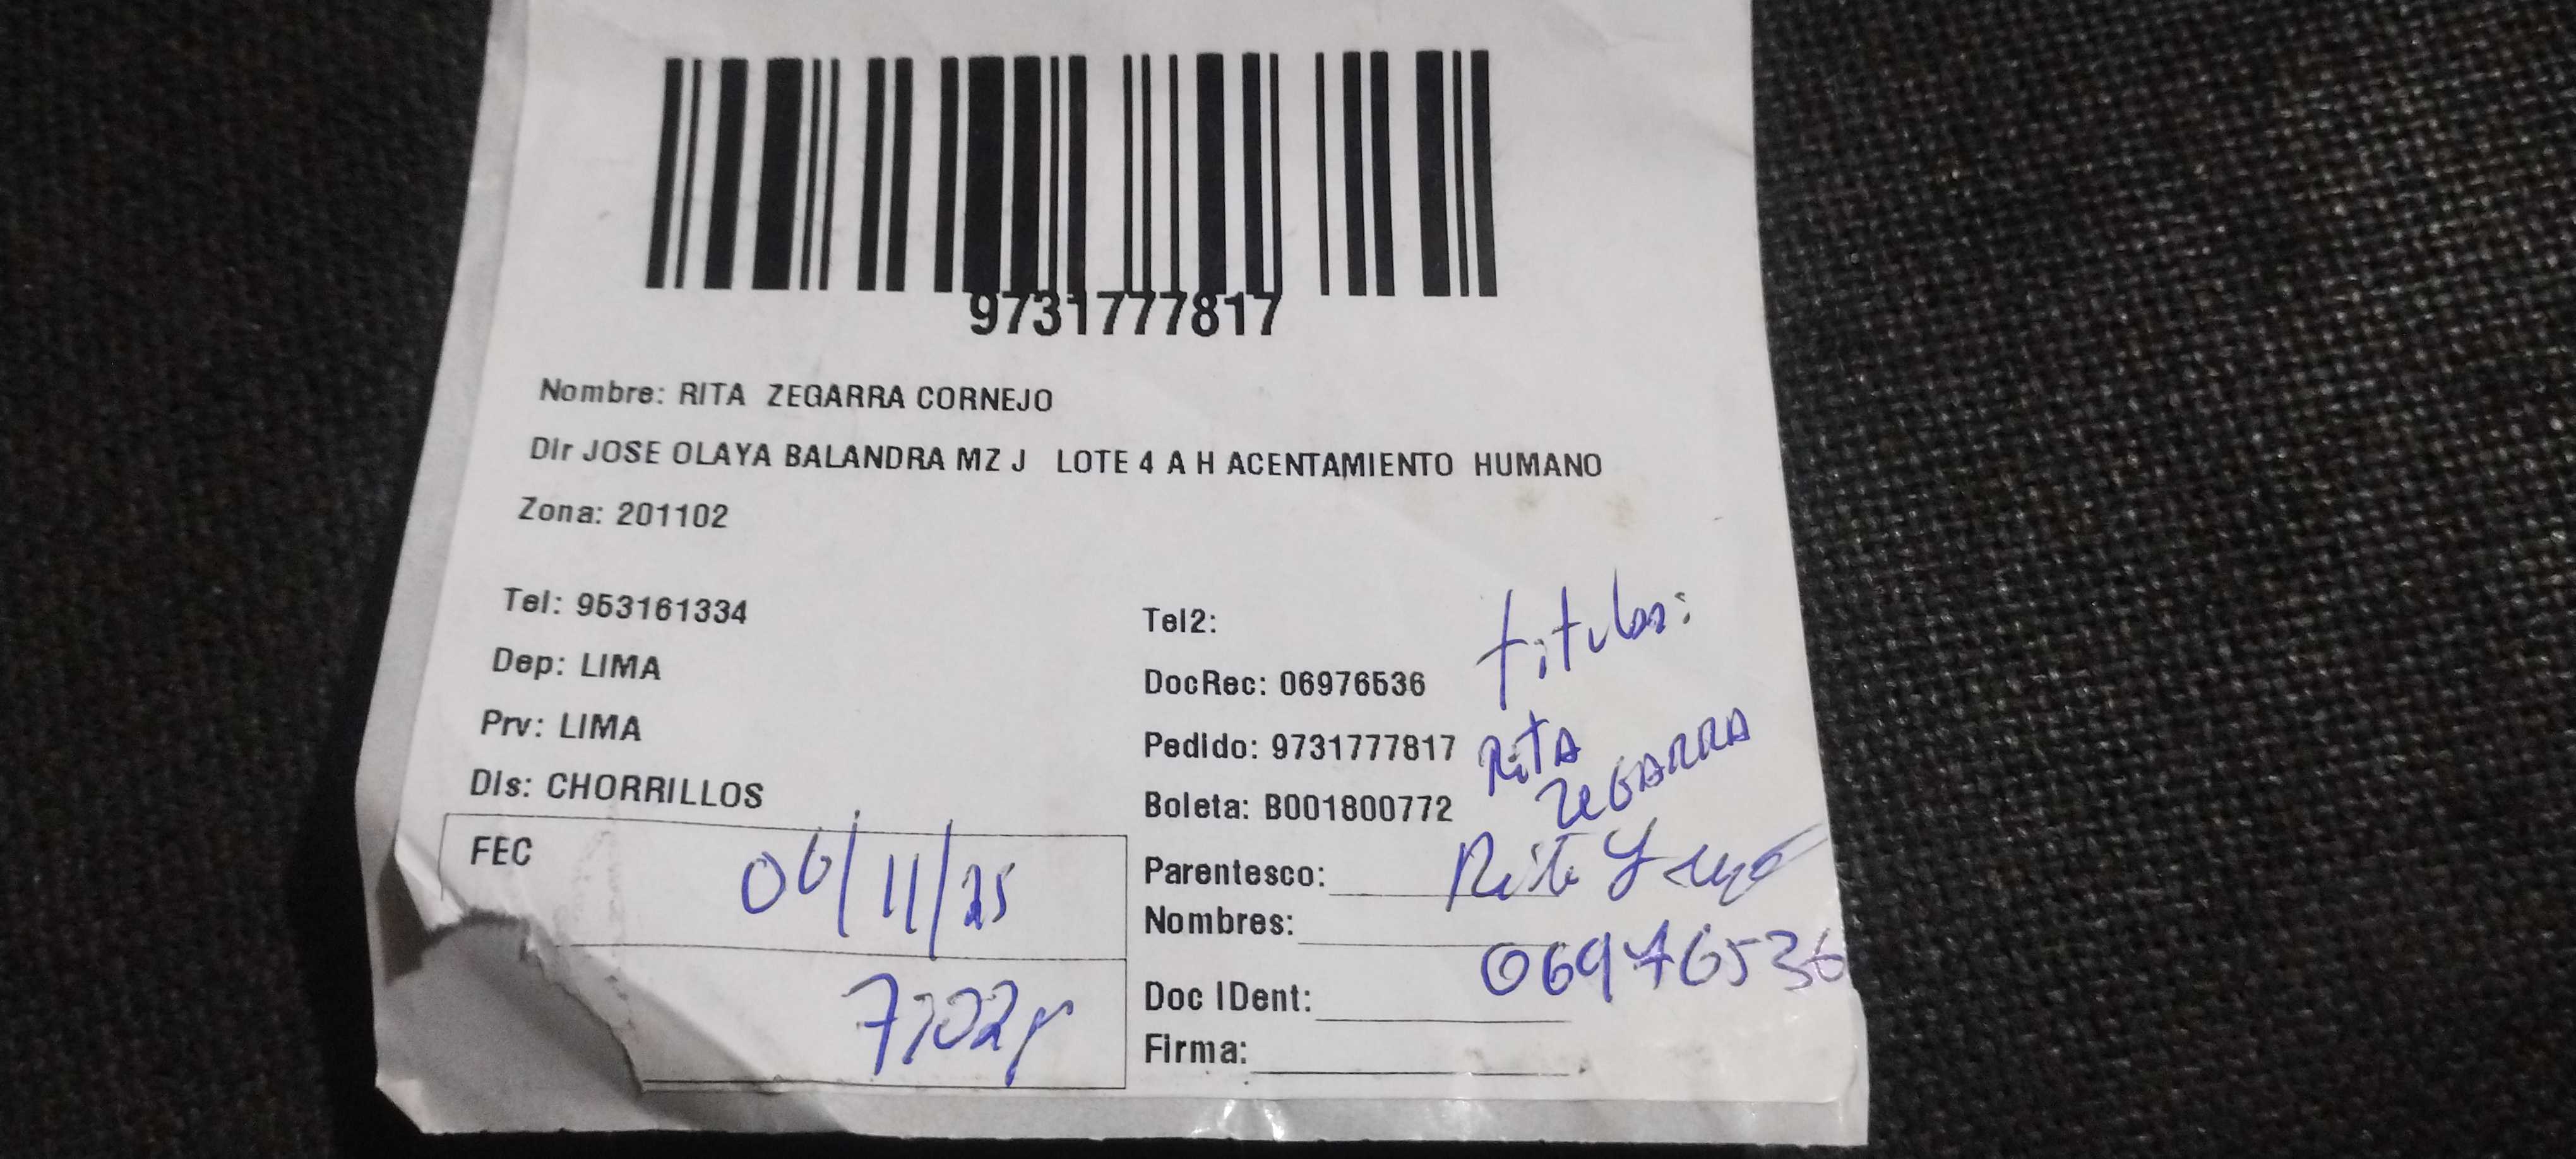 9731777817
Nombre: RITA ZEGARRA CORNEJO
Dir JOSE OLAYA BALANDRA MZ J LOTE 4 A H ACENTAMIENTO HUMANO
Zona: 201102
Tel: 953161334
Tel2:
titular:
Dep: LIMA
DocRec: 06976536
Prv: LIMA
Pedido: 9731777817
RITA
ZEGARRA
Dis: CHORRILLOS
Boleta: B001800772
FEC
06/11/25
Parentesco:
Rita
Nombres:
06976536
Doc IDent:
Firma: